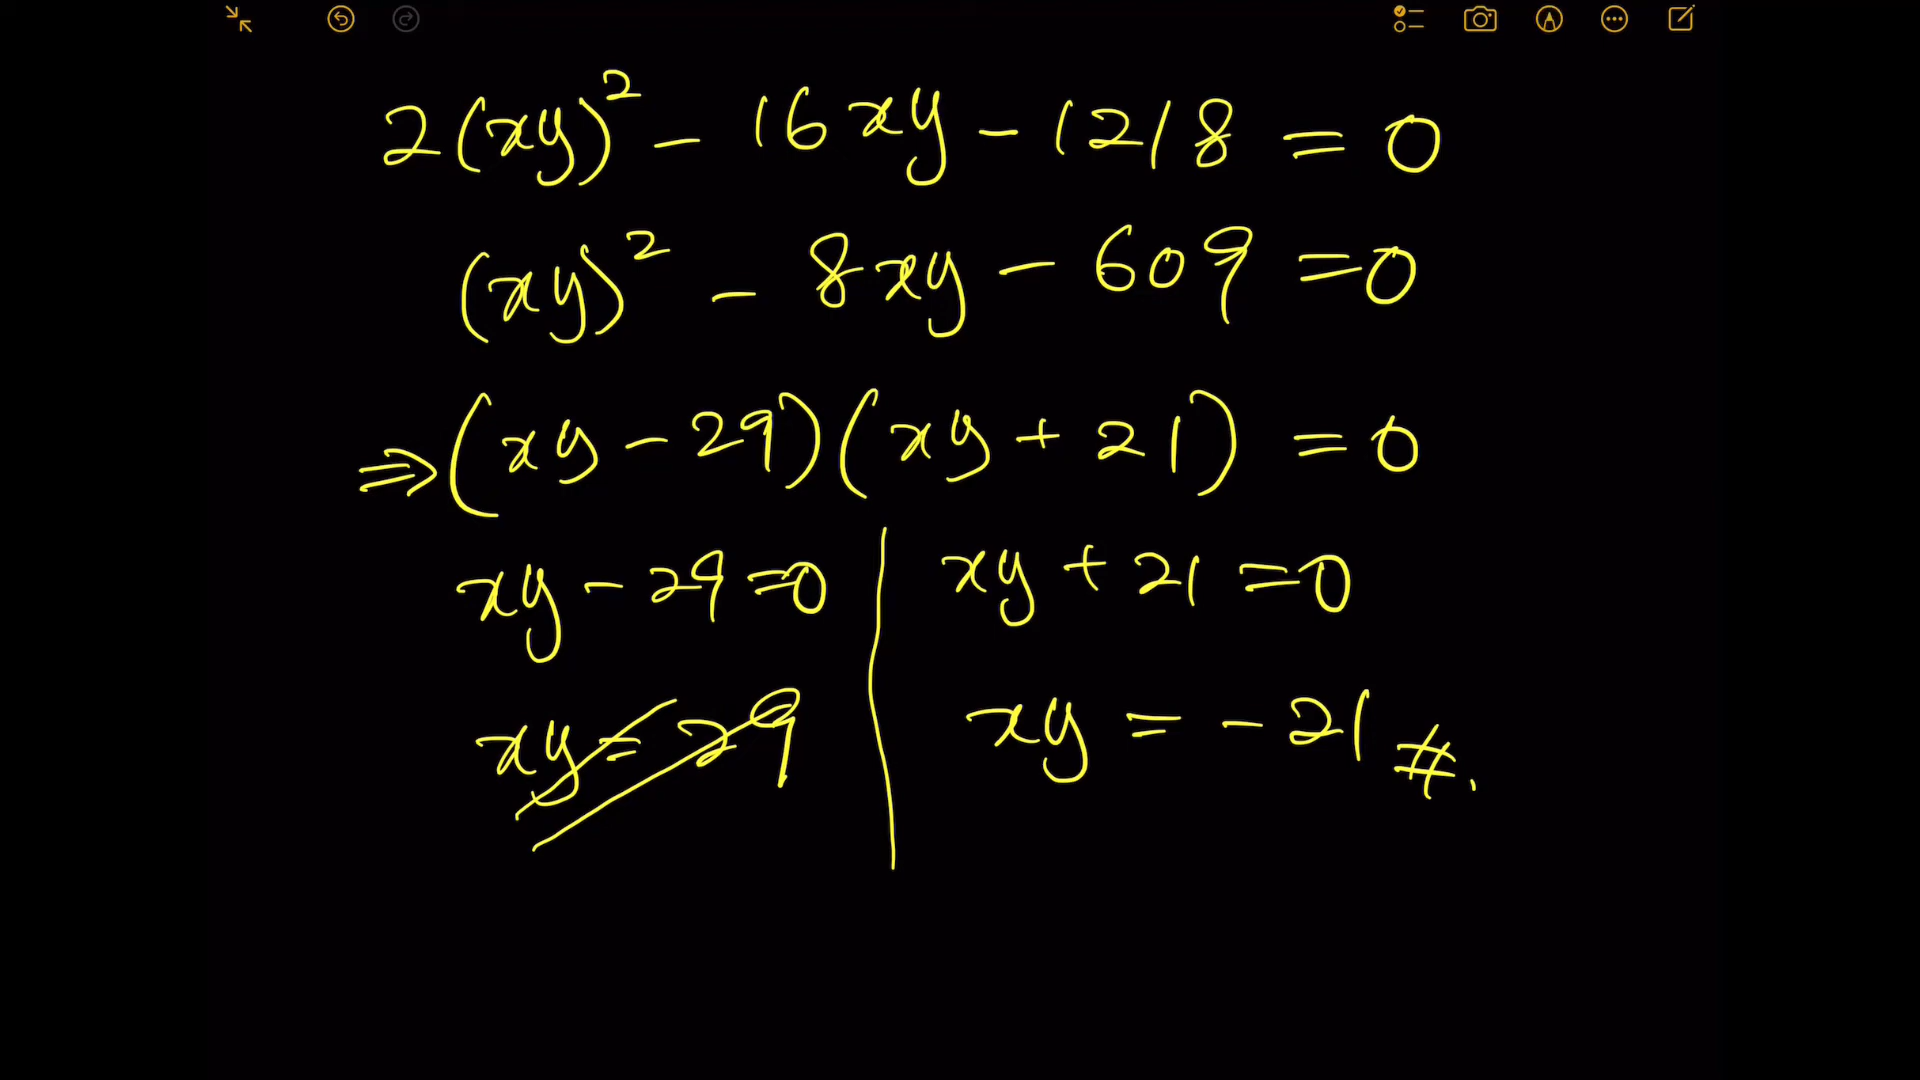 2(xy)² - 16xy - 1218 = 0
(xy)² - 8xy - 609 = 0
⇒ (xy - 29)(xy + 21) = 0
xy - 29 = 0
xy = 29
xy + 21 = 0
xy = -21 #.